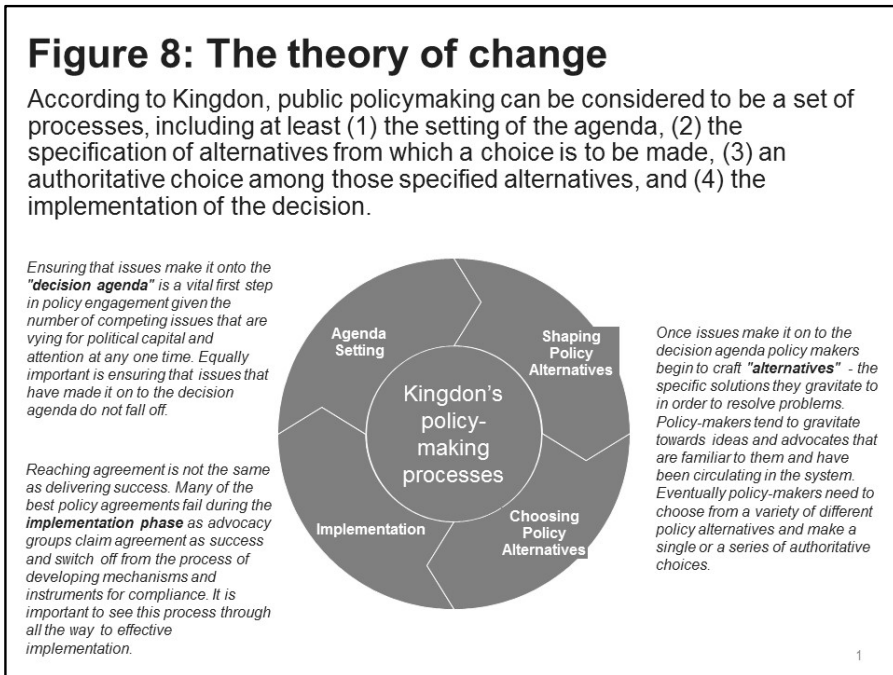 Figure 8: The theory of change
According to Kingdon, public policymaking can be considered to be a set of
processes, including at least (1) the setting of the agenda, (2) the
specification of alternatives from which a choice is to be made, (3) an
authoritative choice among those specified alternatives, and (4) the
implementation of the decision.
Ensuring that issues make it onto the
"decision agenda" is a vital first step
in policy engagement given the
number of competing issues that are
vying for political capital and
attention at any one time. Equally
important is ensuring that issues that
have made it on to the decision
agenda do not fall off.
Reaching agreement is not the same
as delivering success. Many of the
best policy agreements fail during the
implementation phase as advocacy
groups claim agreement as success
and switch off from the process of
developing mechanisms and
instruments for compliance. It is
important to see this process through
all the way to effective
implementation.
Agenda
Setting
Shaping
Policy
Alternatives
Kingdon's
policy-
making
processes
Implementation
Choosing
Policy
Alternatives
Once issues make it on to the
decision agenda policy makers
begin to craft "alternatives" - the
specific solutions they gravitate to
in order to resolve problems.
Policy-makers tend to gravitate
towards ideas and advocates that
are familiar to them and have
been circulating in the system.
Eventually policy-makers need to
choose from a variety of different
policy alternatives and make a
single or a series of authoritative
choices.
1